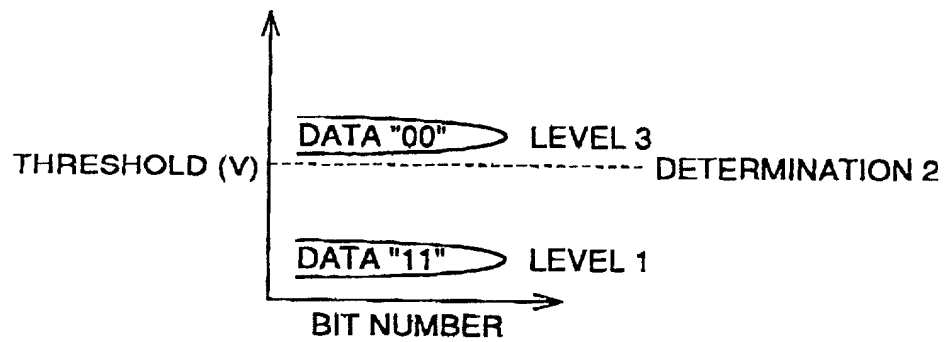 DATA "00" LEVEL 3
THRESHOLD (V) DETERMINATION 2
DATA "11" LEVEL 1
BIT NUMBER